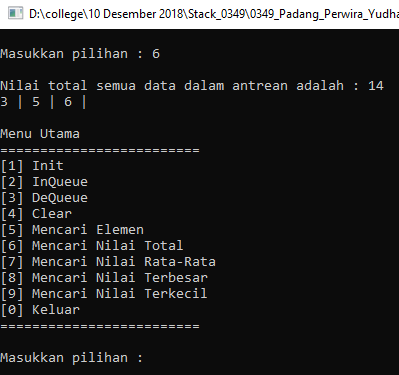 D:\college\10 Desember 2018\Stack_0349\0349_Padang_Perwira_Yudha
Masukkan pilihan : 6
Nilai total semua data dalam antrean adalah : 14
3 | 5 | 6 |
Menu Utama
=========================
[1] Init
[2] InQueue
[3] DeQueue
[4] Clear
[5] Mencari Elemen
[6] Mencari Nilai Total
[7] Mencari Nilai Rata-Rata
[8] Mencari Nilai Terbesar
[9] Mencari Nilai Terkecil
[0] Keluar
=========================
Masukkan pilihan :